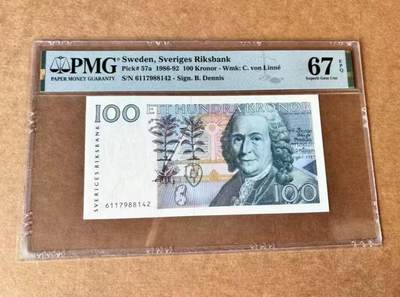 PMG
PAPER MONEY GUARANTY
Sweden, Sveriges Riksbank
Pick# 57a 1986-92 100 Kronor - Wmk: C. von Linné
S/N 6117988142 - Sign. B. Dennis
67 EPQ
Superb Gem Unc
100 ETT HUNDRA KRONOR
SVERIGES RIKSBANK
6117988142
100